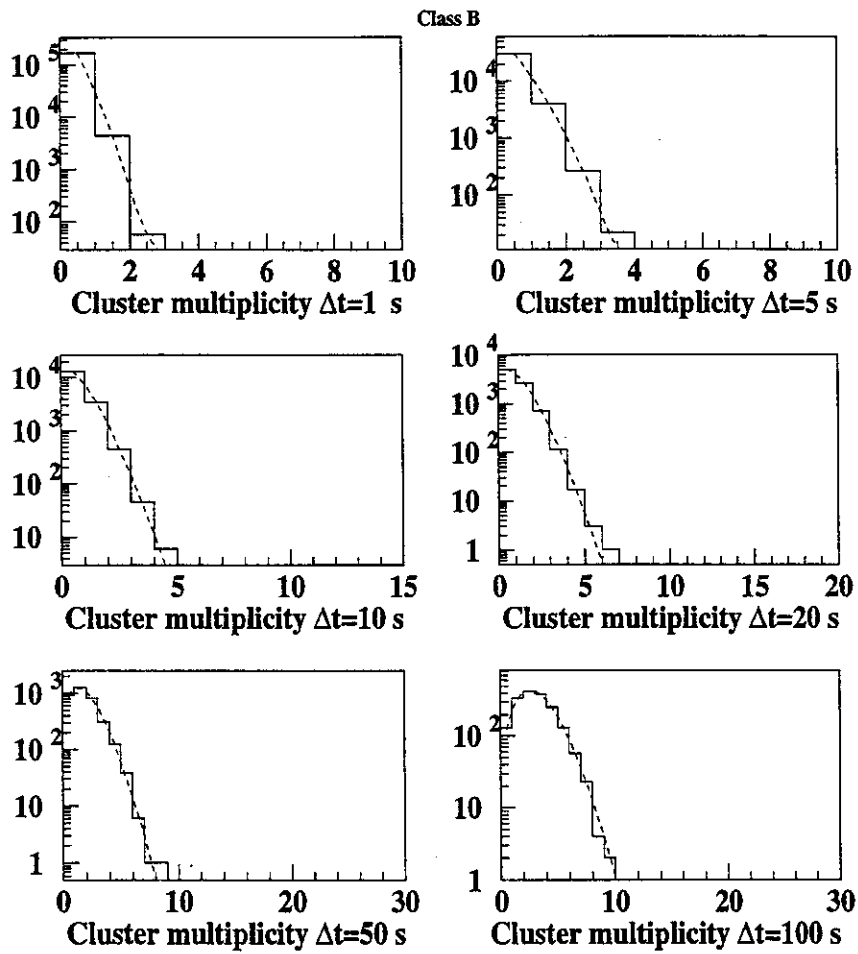 Class B
10^5
10^4
10^3
10^2
0 2 4 6 8 10
Cluster multiplicity Δt=1 s
10^4
10^3
10^2
0 2 4 6 8 10
Cluster multiplicity Δt=5 s
10^4
10^3
10^2
10
0 5 10 15
Cluster multiplicity Δt=10 s
10^4
10^3
10^2
10
1
0 5 10 15 20
Cluster multiplicity Δt=20 s
10^3
10^2
10
1
0 10 20 30
Cluster multiplicity Δt=50 s
10^2
10
1
0 10 20 30
Cluster multiplicity Δt=100 s